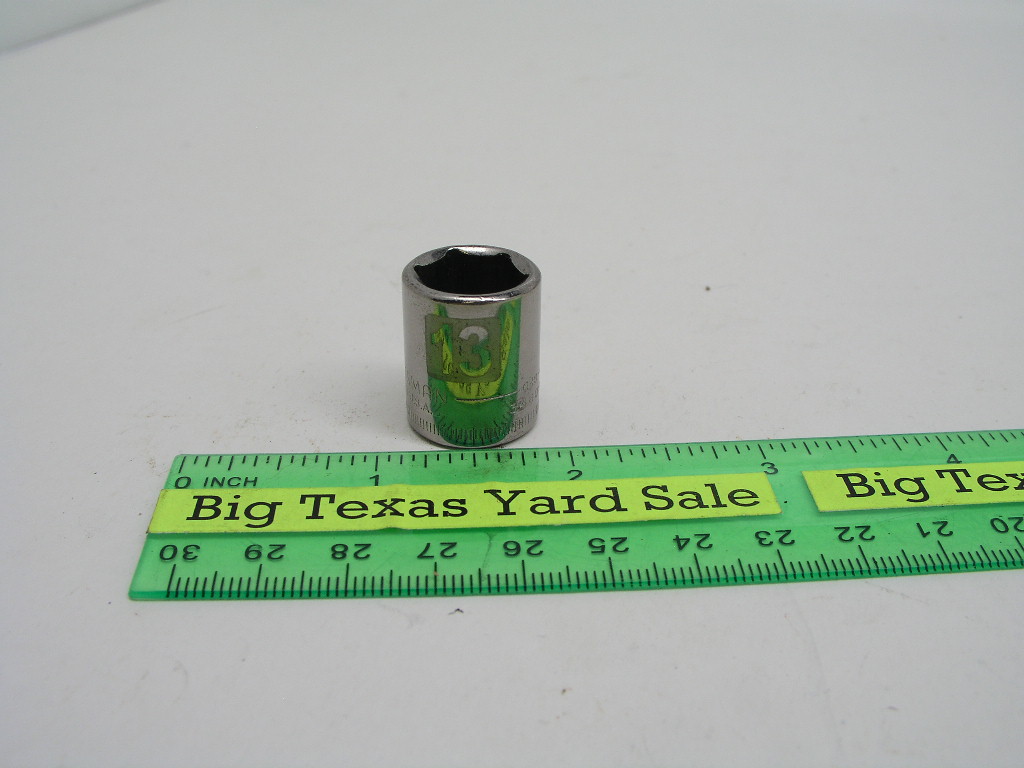 13
0 INCH 1 2 3 4
Big Texas Yard Sale Big Tex
30 29 28 27 26 25 24 23 22 21 20